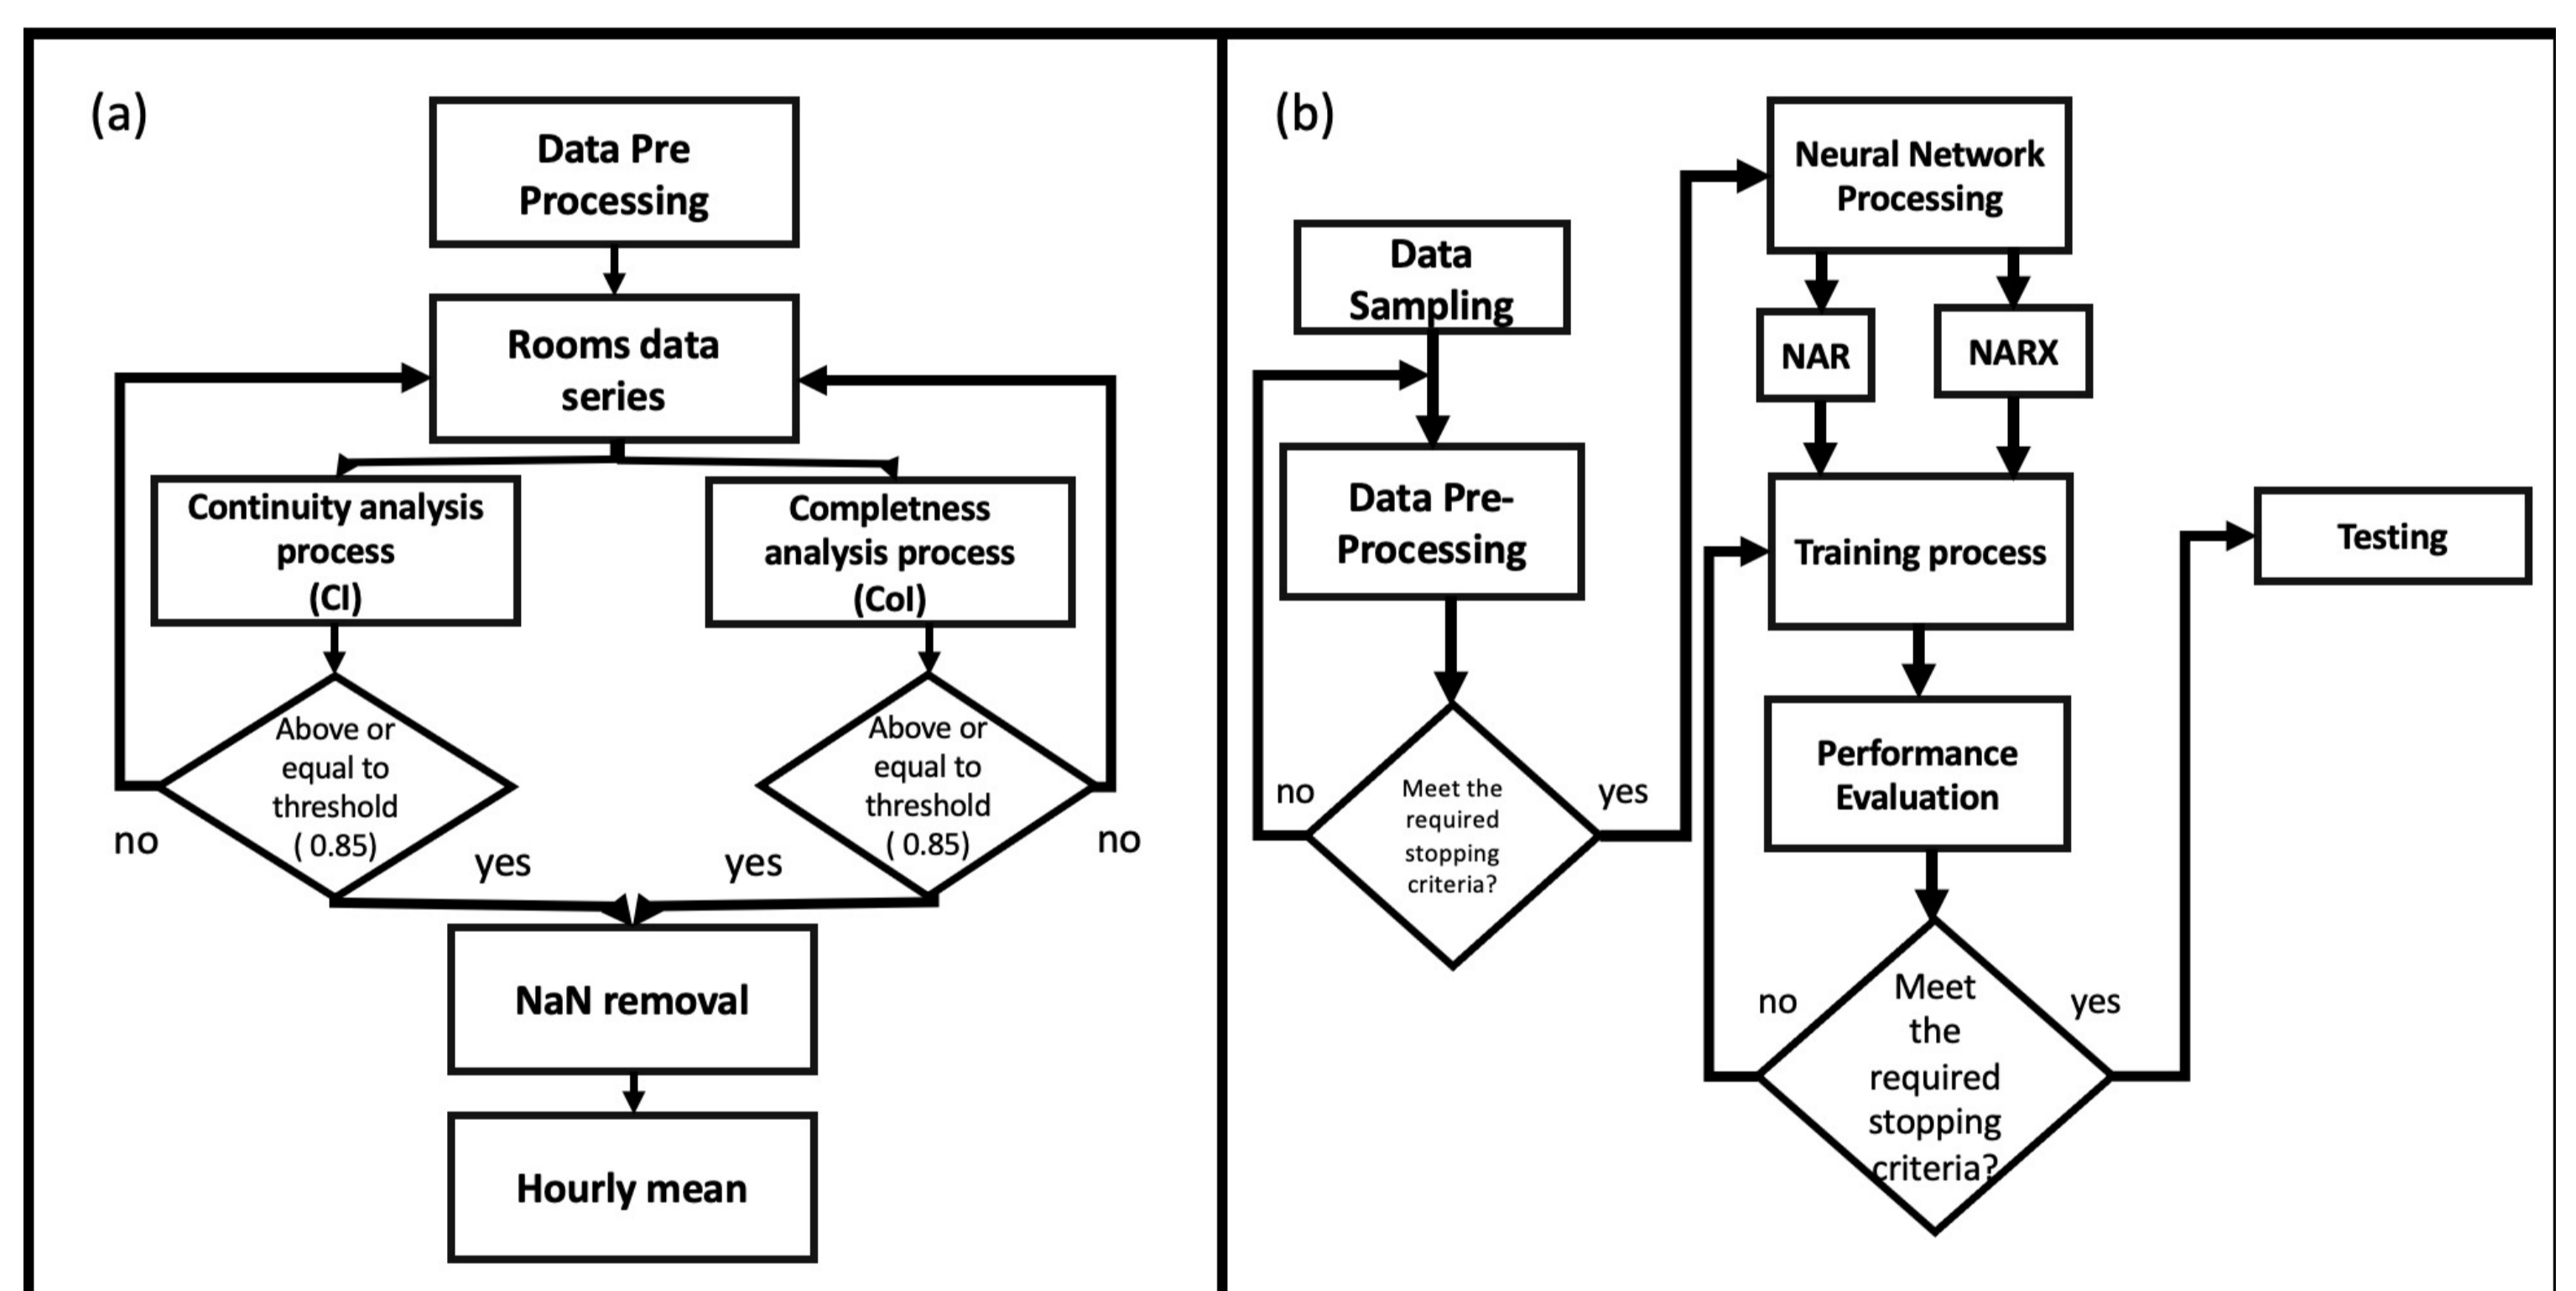 (a)
Data Pre
Processing
Rooms data
series
Continuity analysis
process
(CI)
Completness
analysis process
(CoI)
Above or
equal to
threshold
( 0.85)
Above or
equal to
threshold
( 0.85)
no
yes
yes
no
NaN removal
Hourly mean
(b)
Data
Sampling
Data Pre-
Processing
Meet the
required
stopping
criteria?
no
yes
Neural Network
Processing
NAR
NARX
Training process
Performance
Evaluation
Meet
the
required
stopping
criteria?
no
yes
Testing